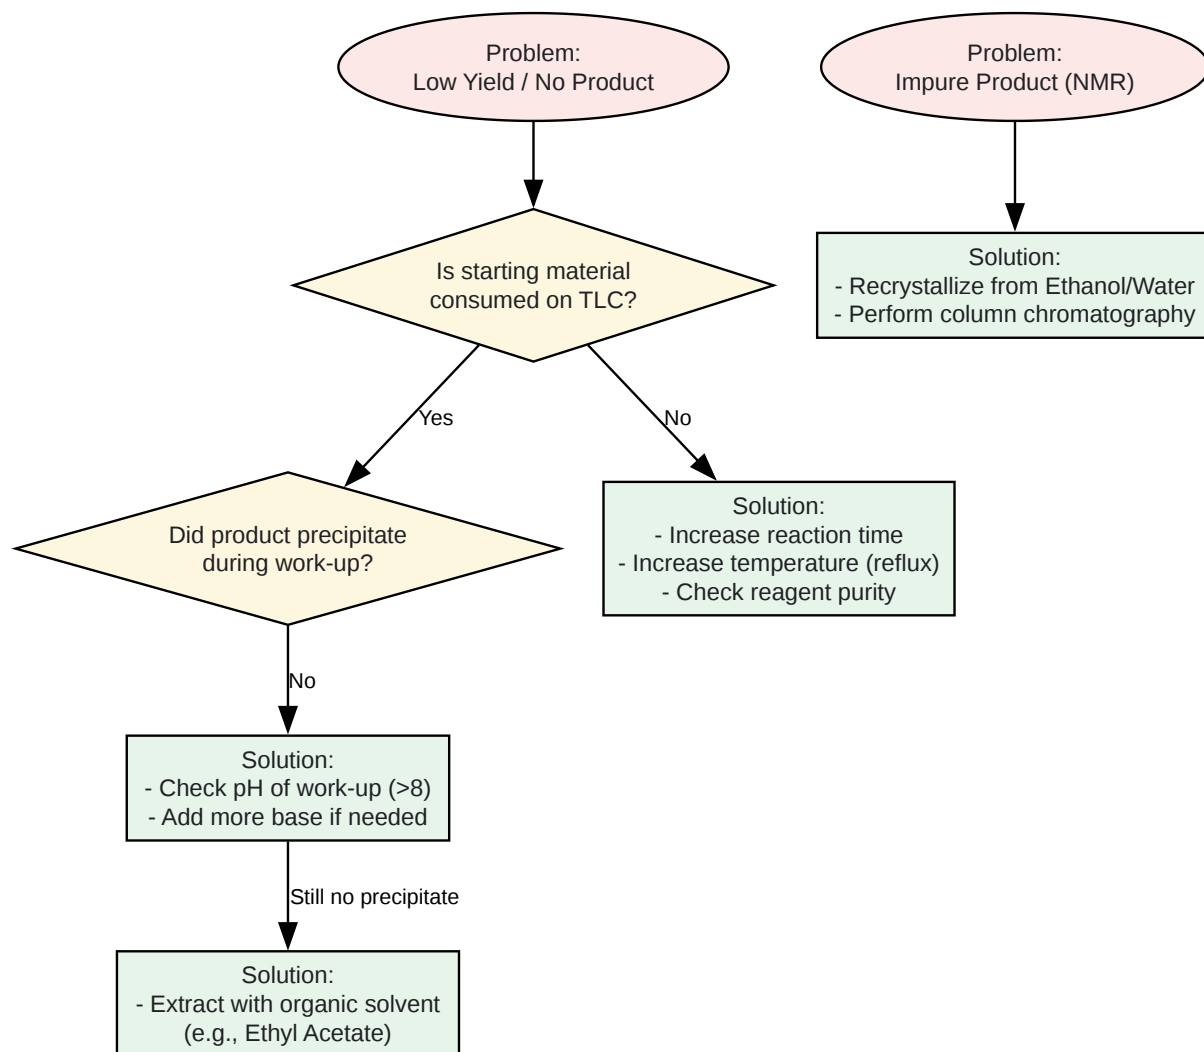 Problem:
Low Yield / No Product
Problem:
Impure Product (NMR)
Is starting material
consumed on TLC?
Solution:
- Recrystallize from Ethanol/Water
- Perform column chromatography
Yes
No
Did product precipitate
during work-up?
Solution:
- Increase reaction time
- Increase temperature (reflux)
- Check reagent purity
No
Solution:
- Check pH of work-up (>8)
- Add more base if needed
Still no precipitate
Solution:
- Extract with organic solvent
(e.g., Ethyl Acetate)